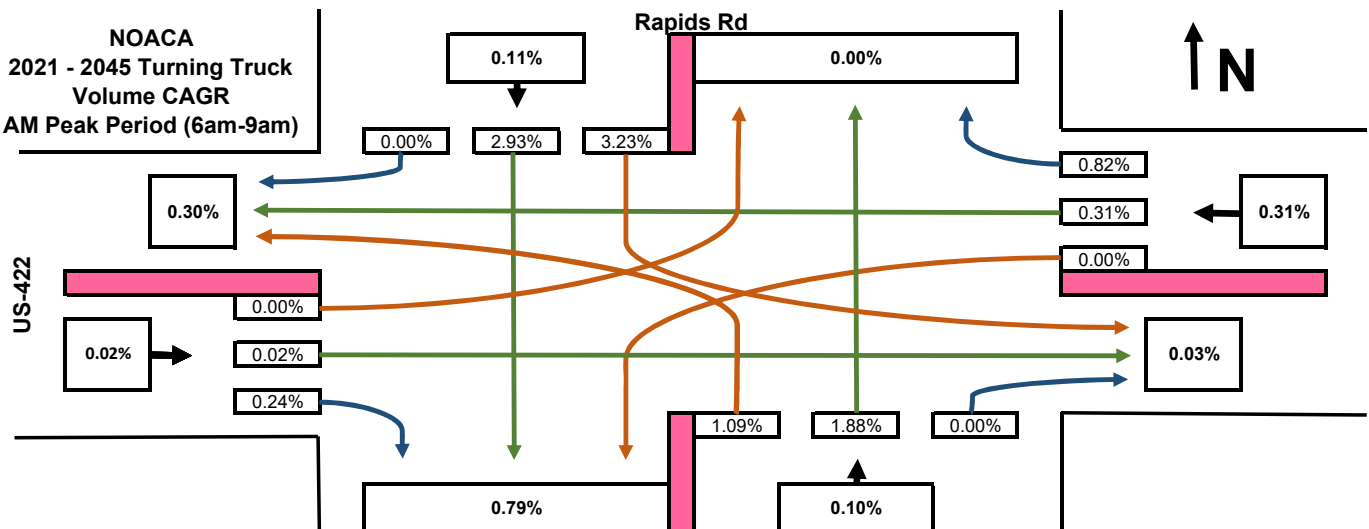 Rapids Rd
NOACA
2021 - 2045 Turning Truck
Volume CAGR
AM Peak Period (6am-9am)
0.11%
0.00%
N
0.00%
2.93%
3.23%
0.82%
0.30%
0.31%
0.31%
0.00%
US-422
0.00%
0.02%
0.02%
0.03%
0.24%
1.09%
1.88%
0.00%
0.79%
0.10%